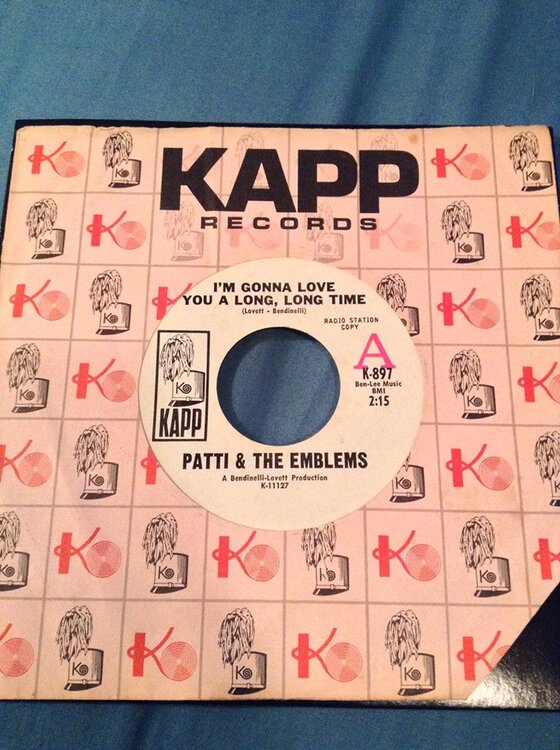 KAPP
RECORDS
I'M GONNA LOVE
YOU A LONG, LONG TIME
(Lovett - Bendinelli)
RADIO STATION
COPY
A
K-897
Ben-Lee Music
BMI
2:15
KAPP
PATTI & THE EMBLEMS
A Bendinelli-Lovett Production
K-11127